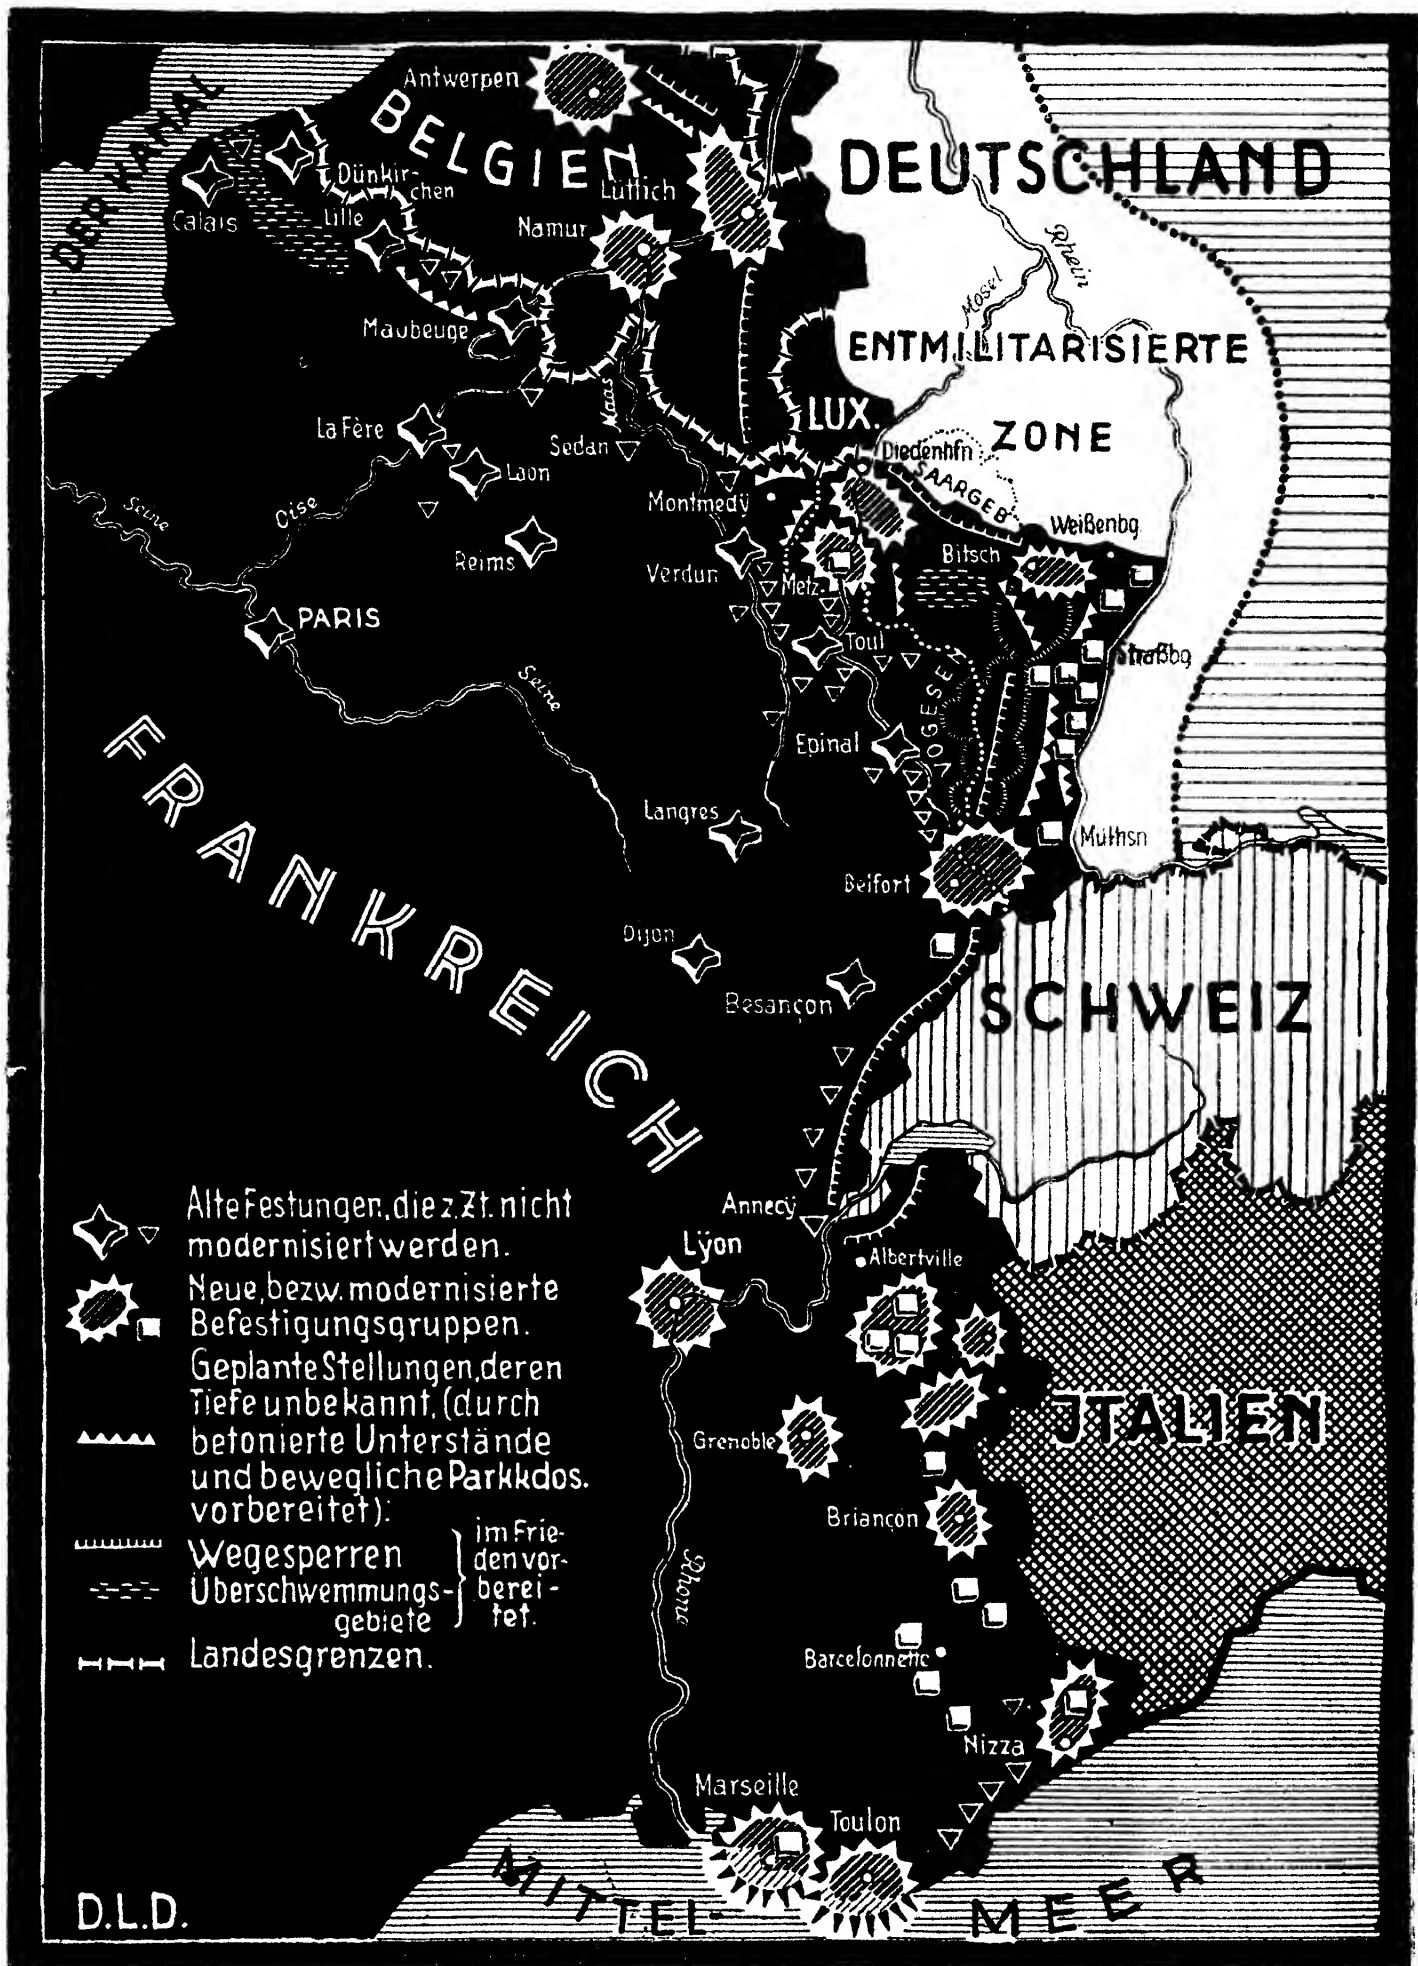 Antwerpen
DER KANAL
BELGIEN
DEUTSCHLAND
Dünkir-
chen
Lüttich
Calais
Lille
Namur
Rhein
Mosel
Maubeuge
ENTMILITARISIERTE
Maas
LUX.
ZONE
La Fère
Sedan
Diedenhfn
SAARGEB
Laon
Montmedÿ
Seine
Oise
Weißenbg
Reims
Verdun
Metz
Bitsch
PARIS
Toul
Straßbg
Seine
VOGESEN
Epinal
FRANKREICH
Langres
Mülhsn
Belfort
Dijon
Besançon
SCHWEIZ
Annecÿ
Alte Festungen, die z. Zt. nicht
modernisiert werden.
Lÿon
Albertville
Neue, bezw. modernisierte
Befestigungsgruppen.
Geplante Stellungen, deren
Tiefe unbekannt, (durch
betonierte Unterstände
und bewegliche Parkkdos.
vorbereitet):
JTALIEN
Grenoble
Briançon
Wegesperren
Überschwemmungs-
gebiete
im Frie-
den vor-
berei-
tet.
Rhone
Landesgrenzen.
Barcelonnette
Nizza
Marseille
Toulon
MITTEL-MEER
D.L.D.